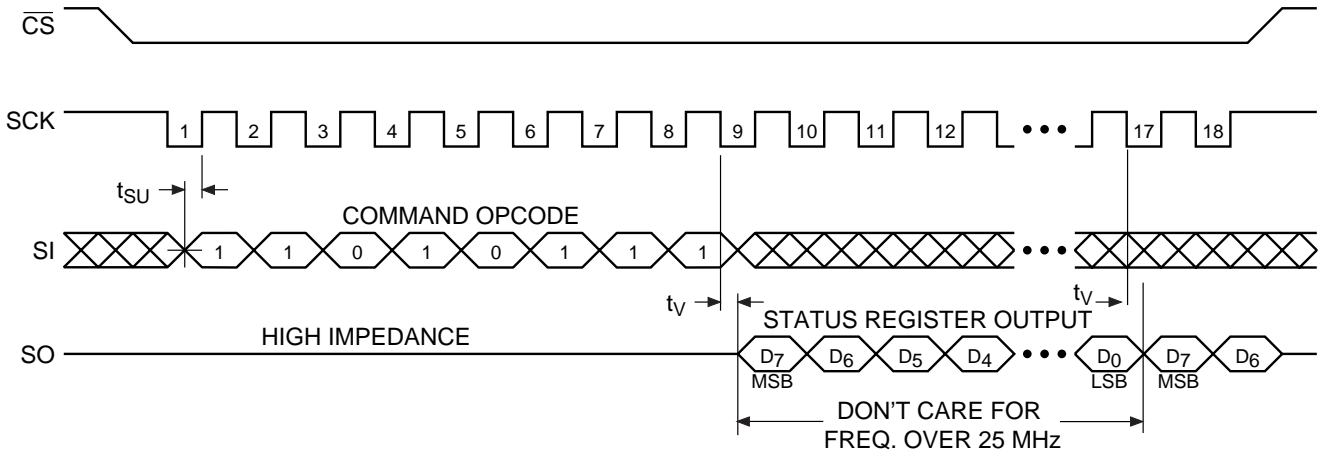 CS
SCK 1 2 3 4 5 6 7 8 9 10 11 12 ••• 17 18
tSU
COMMAND OPCODE
SI 1 1 0 1 0 1 1 1 •••
tV tV
HIGH IMPEDANCE STATUS REGISTER OUTPUT
SO D7 D6 D5 D4 ••• D0 D7 D6
MSB LSB MSB
DON'T CARE FOR
FREQ. OVER 25 MHz